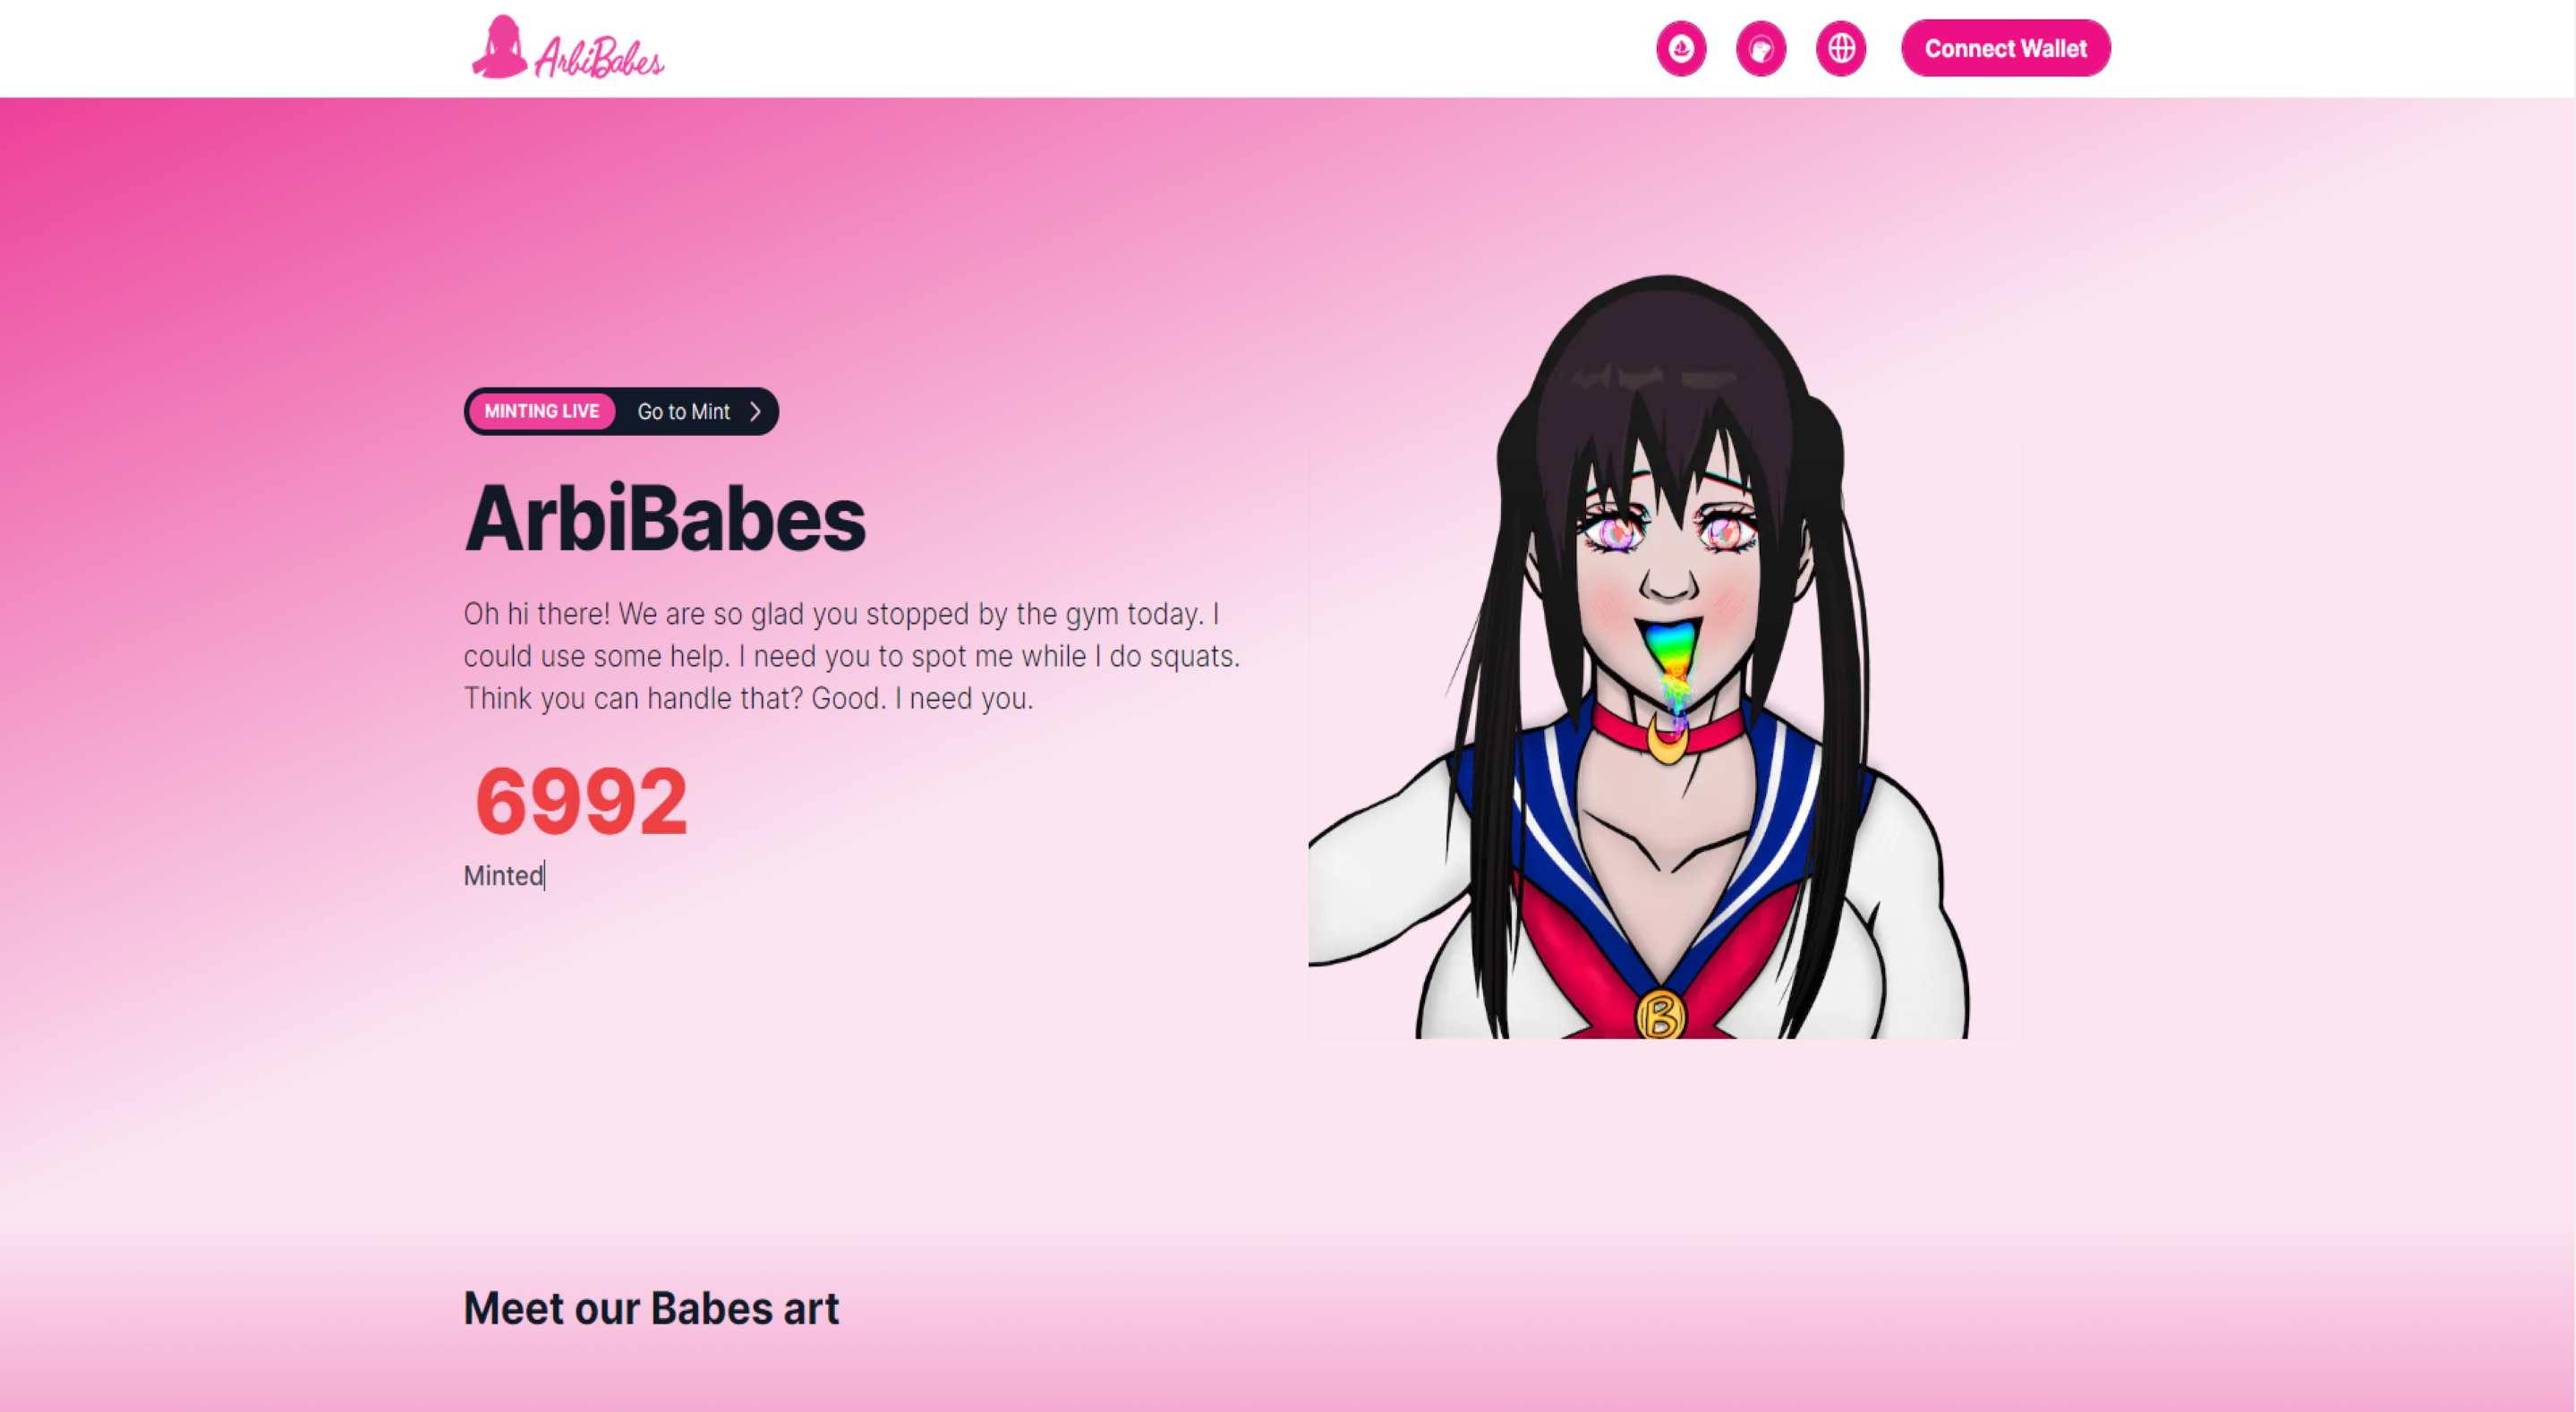 ArbiBabes
Connect Wallet
MINTING LIVE Go to Mint
ArbiBabes
Oh hi there! We are so glad you stopped by the gym today. I
could use some help. I need you to spot me while I do squats.
Think you can handle that? Good. I need you.
6992
Minted
B
Meet our Babes art